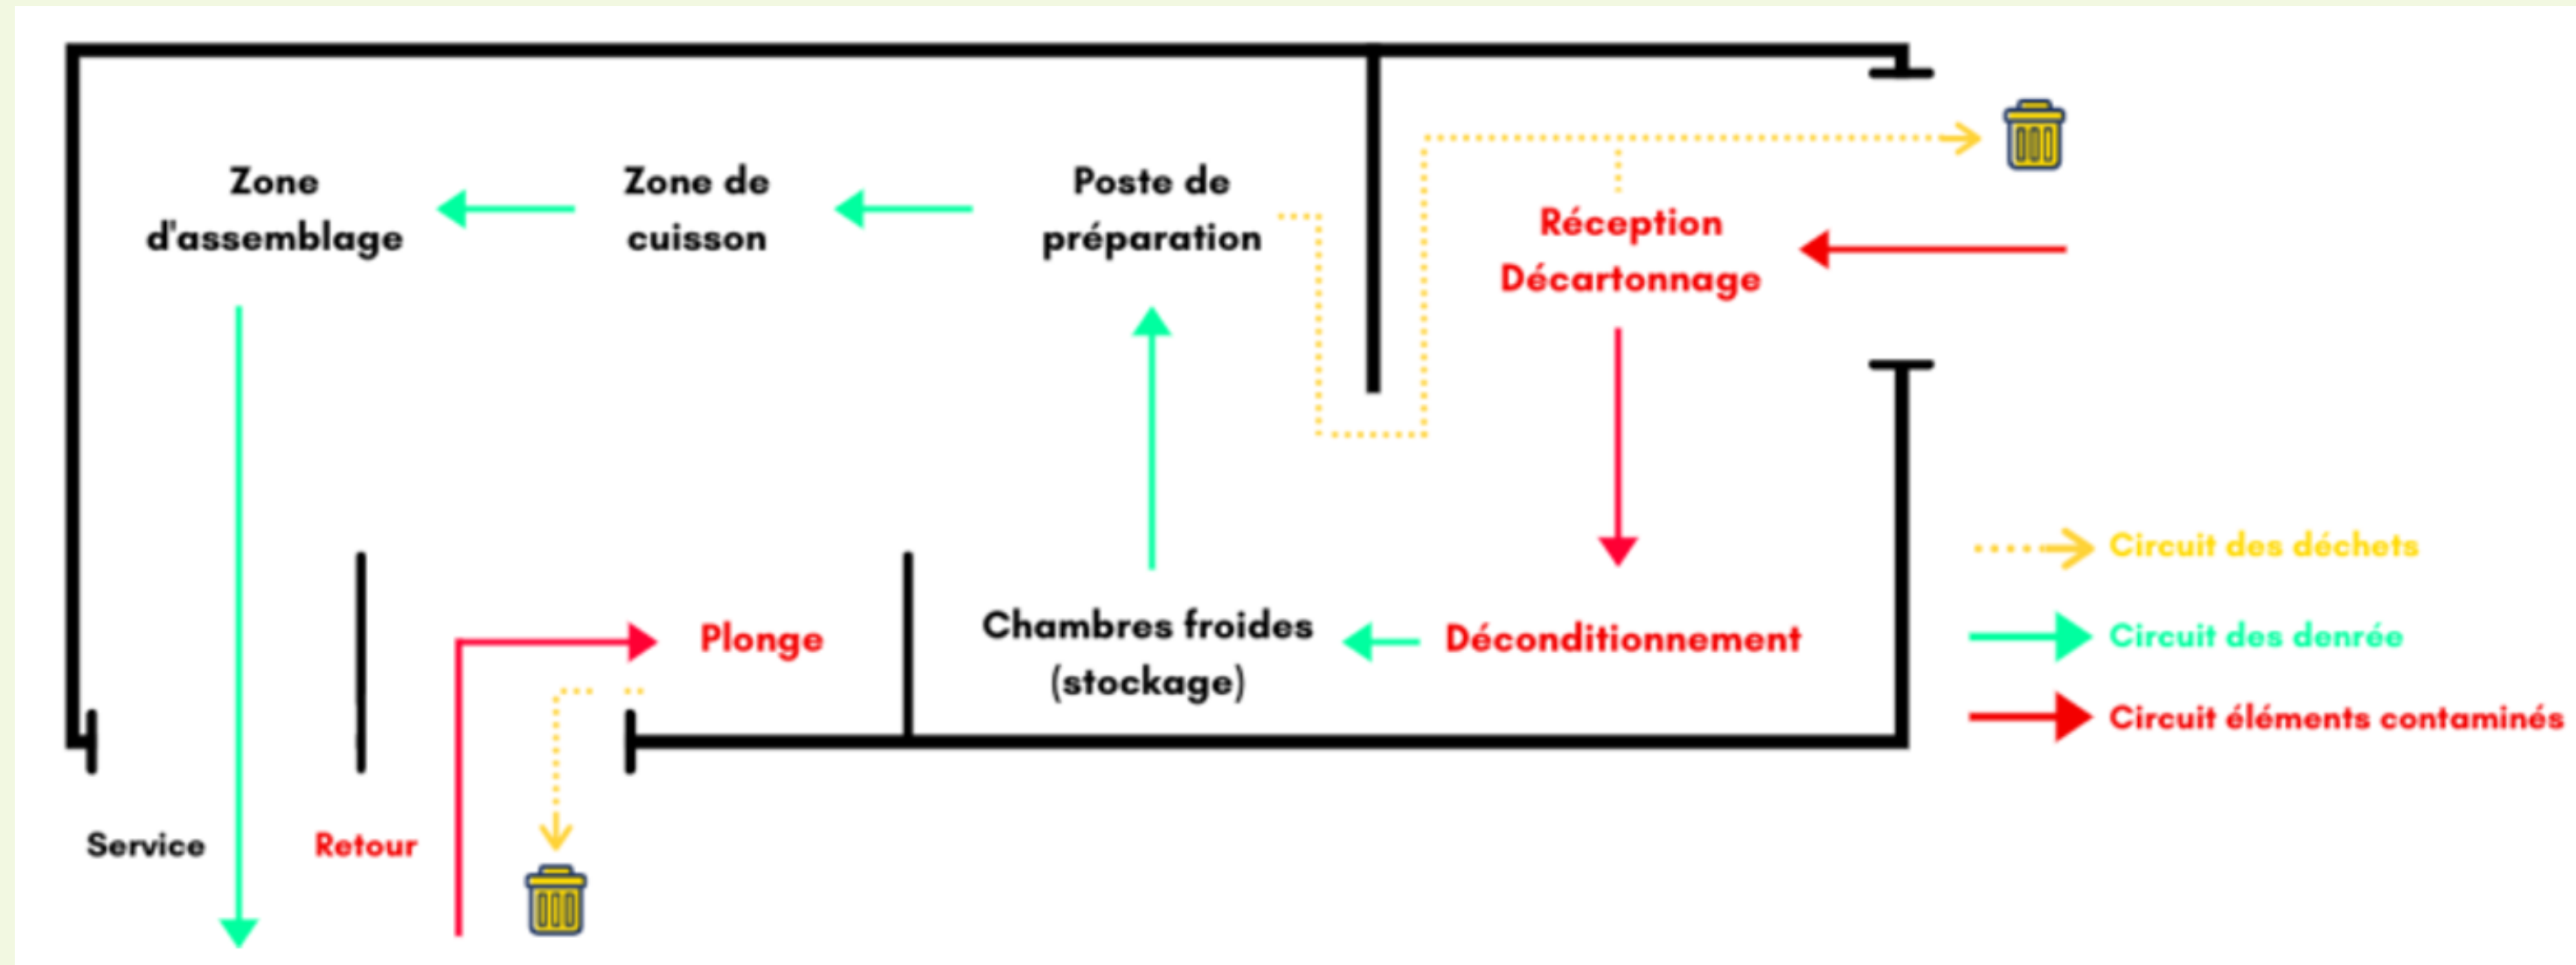 Zone
d'assemblage
Zone de
cuisson
Poste de
préparation
Réception
Décartonnage
Plonge
Chambres froides
(stockage)
Déconditionnement
Service
Retour
Circuit des déchets
Circuit des denrée
Circuit éléments contaminés